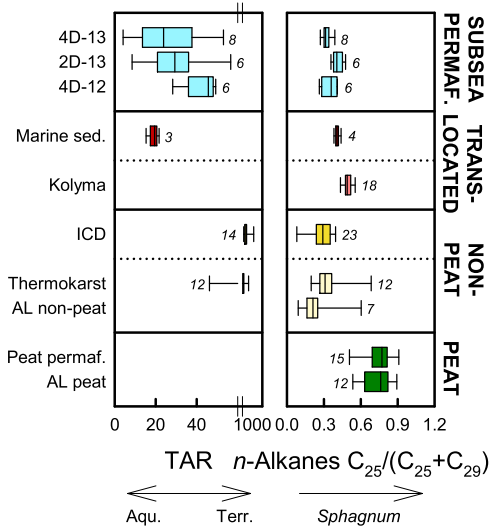 4D-13 8 8
2D-13 6 6
4D-12 6 6
SUBSEA
PERMAF.
Marine sed. 3 4
Kolyma 18
TRANS-
LOCATED
ICD 14 23
Thermokarst 12 12
AL non-peat 7
NON-
PEAT
Peat permaf. 15
AL peat 12
PEAT
0 20 40 1000 0.0 0.3 0.6 0.9 1.2
TAR n-Alkanes C25/(C25+C29)
Aqu. Terr. Sphagnum